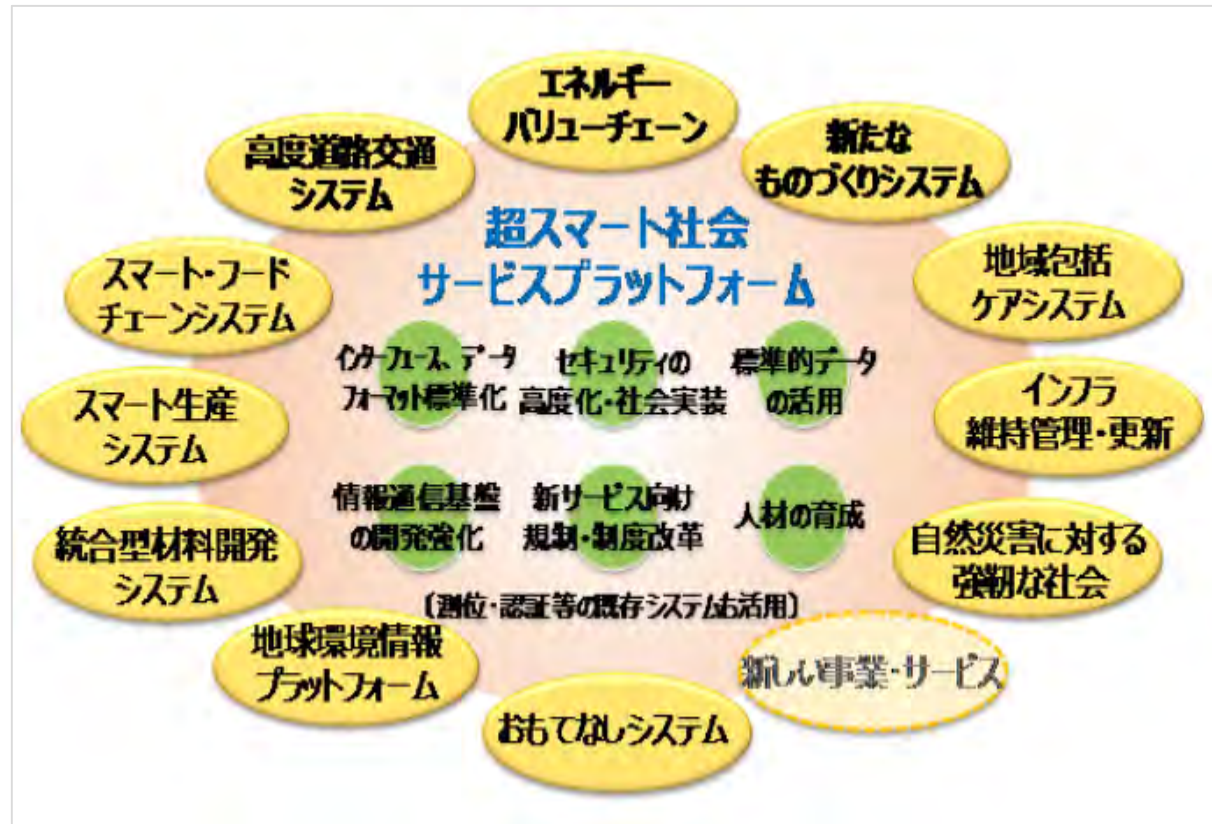 エネルギー
バリューチェーン
高度道路交通
システム
新たな
ものづくりシステム
超スマート社会
サービスプラットフォーム
スマート・フード
チェーンシステム
地域包括
ケアシステム
インターフェース、データ
フォーマット標準化
セキュリティの
高度化・社会実装
標準的データ
の活用
スマート生産
システム
インフラ
維持管理・更新
情報通信基盤
の開発強化
新サービス向け
規制・制度改革
人材の育成
統合型材料開発
システム
自然災害に対する
強靭な社会
(測位・認証等の既存システムも活用)
地球環境情報
プラットフォーム
新しい事業・サービス
おもてなしシステム